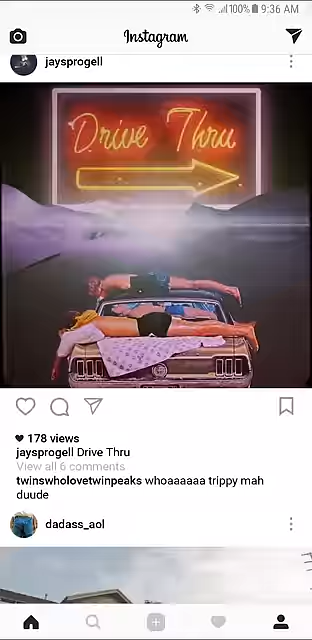 100% 9:36 AM
Instagram
jaysprogell
Drive Thru
178 views
jaysprogell Drive Thru
View all 6 comments
twinswholovetwinpeaks whoaaaaaa trippy mah
duude
dadass_aol